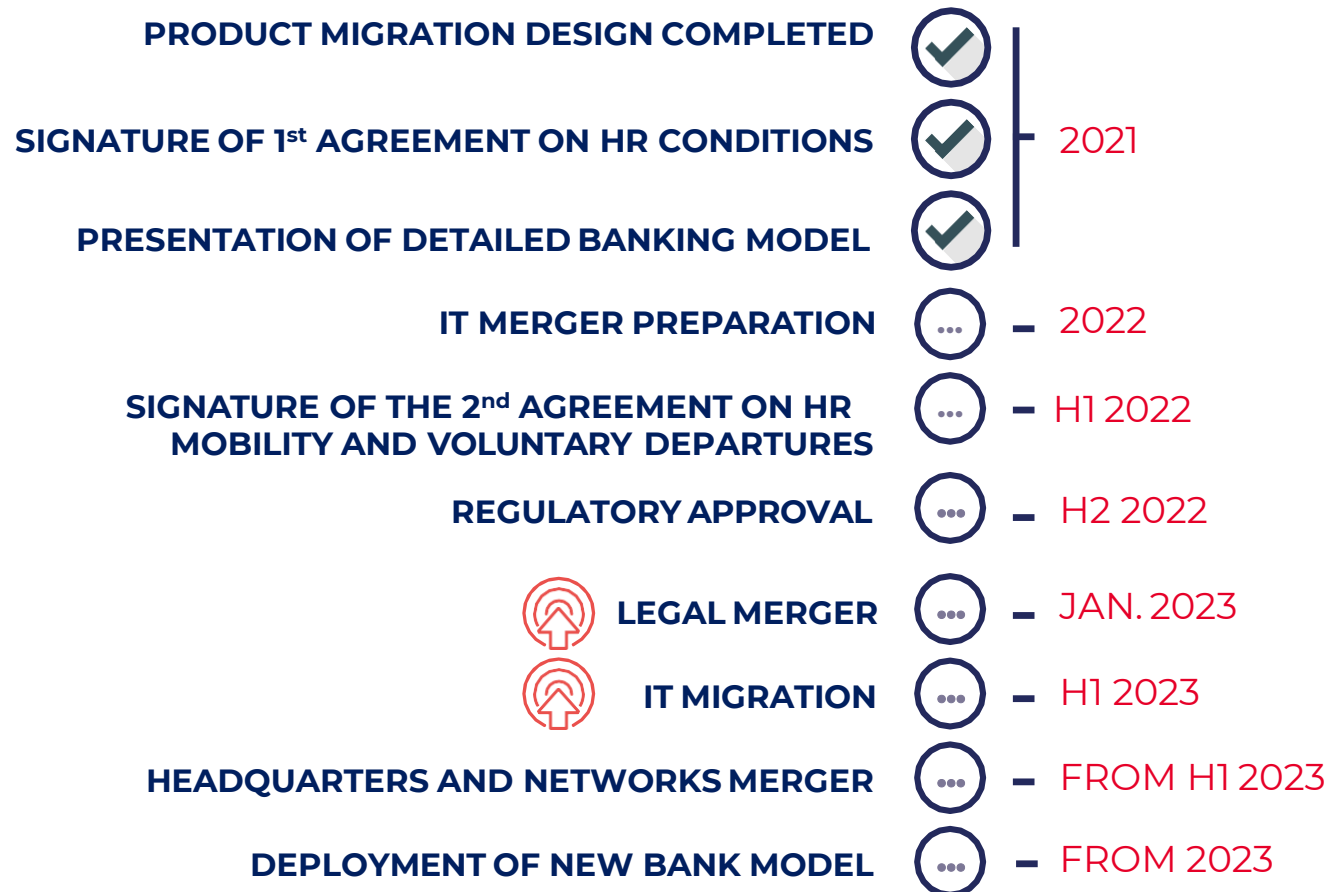 PRODUCT MIGRATION DESIGN COMPLETED
SIGNATURE OF 1st AGREEMENT ON HR CONDITIONS
2021
PRESENTATION OF DETAILED BANKING MODEL
IT MERGER PREPARATION
2022
SIGNATURE OF THE 2nd AGREEMENT ON HR
MOBILITY AND VOLUNTARY DEPARTURES
H1 2022
REGULATORY APPROVAL
H2 2022
LEGAL MERGER
JAN. 2023
IT MIGRATION
H1 2023
HEADQUARTERS AND NETWORKS MERGER
FROM H1 2023
DEPLOYMENT OF NEW BANK MODEL
FROM 2023